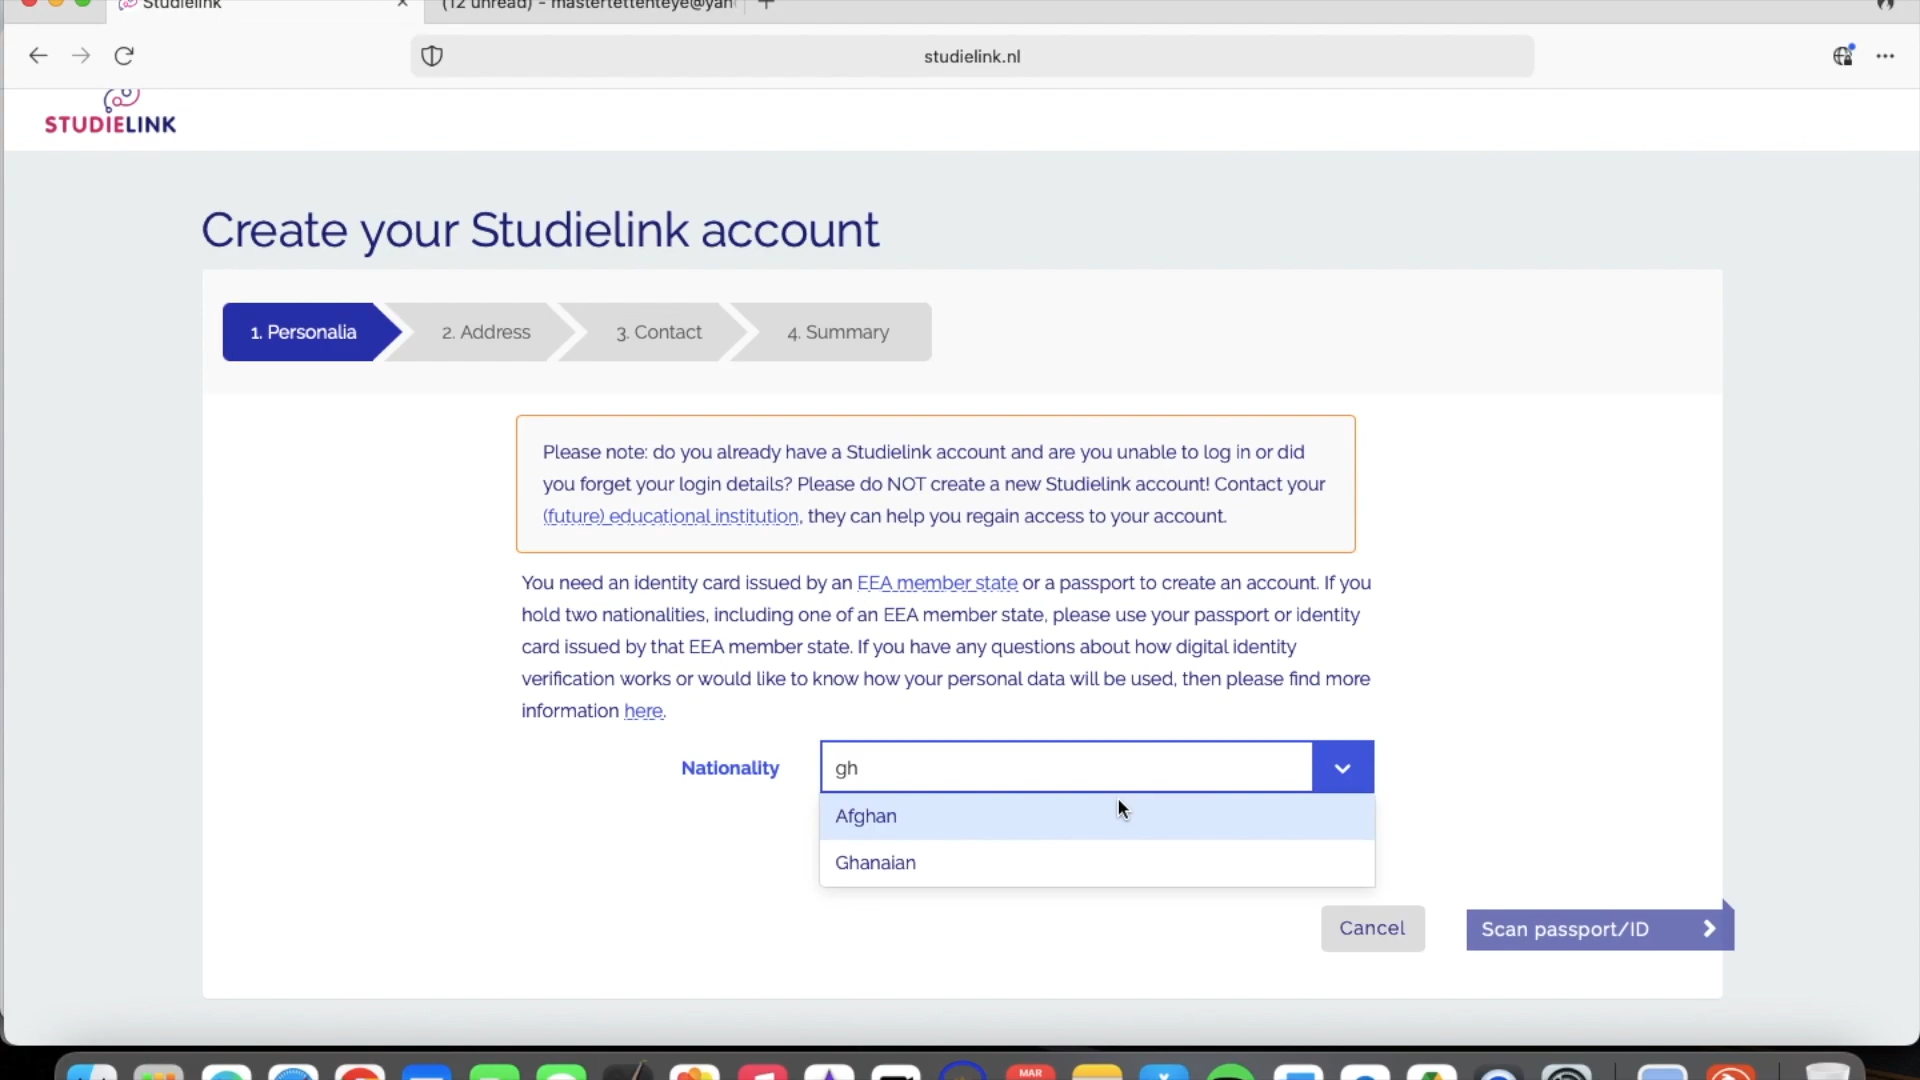 Studielink
(12 unread) - mastertettenteye@yah
studielink.nl
STUDIELINK
Create your Studielink account
1. Personalia
2. Address
3. Contact
4. Summary
Please note: do you already have a Studielink account and are you unable to log in or did
you forget your login details? Please do NOT create a new Studielink account! Contact your
(future) educational institution, they can help you regain access to your account.
You need an identity card issued by an EEA member state or a passport to create an account. If you
hold two nationalities, including one of an EEA member state, please use your passport or identity
card issued by that EEA member state. If you have any questions about how digital identity
verification works or would like to know how your personal data will be used, then please find more
information here.
Nationality
gh
Afghan
Ghanaian
Cancel
Scan passport/ID
MAR